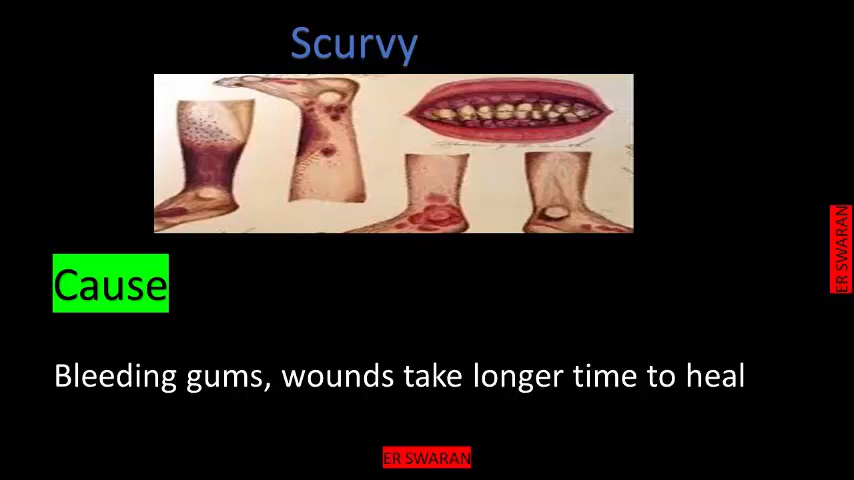 Scurvy
Cause
Bleeding gums, wounds take longer time to heal
ER SWARAN
ER SWARAN